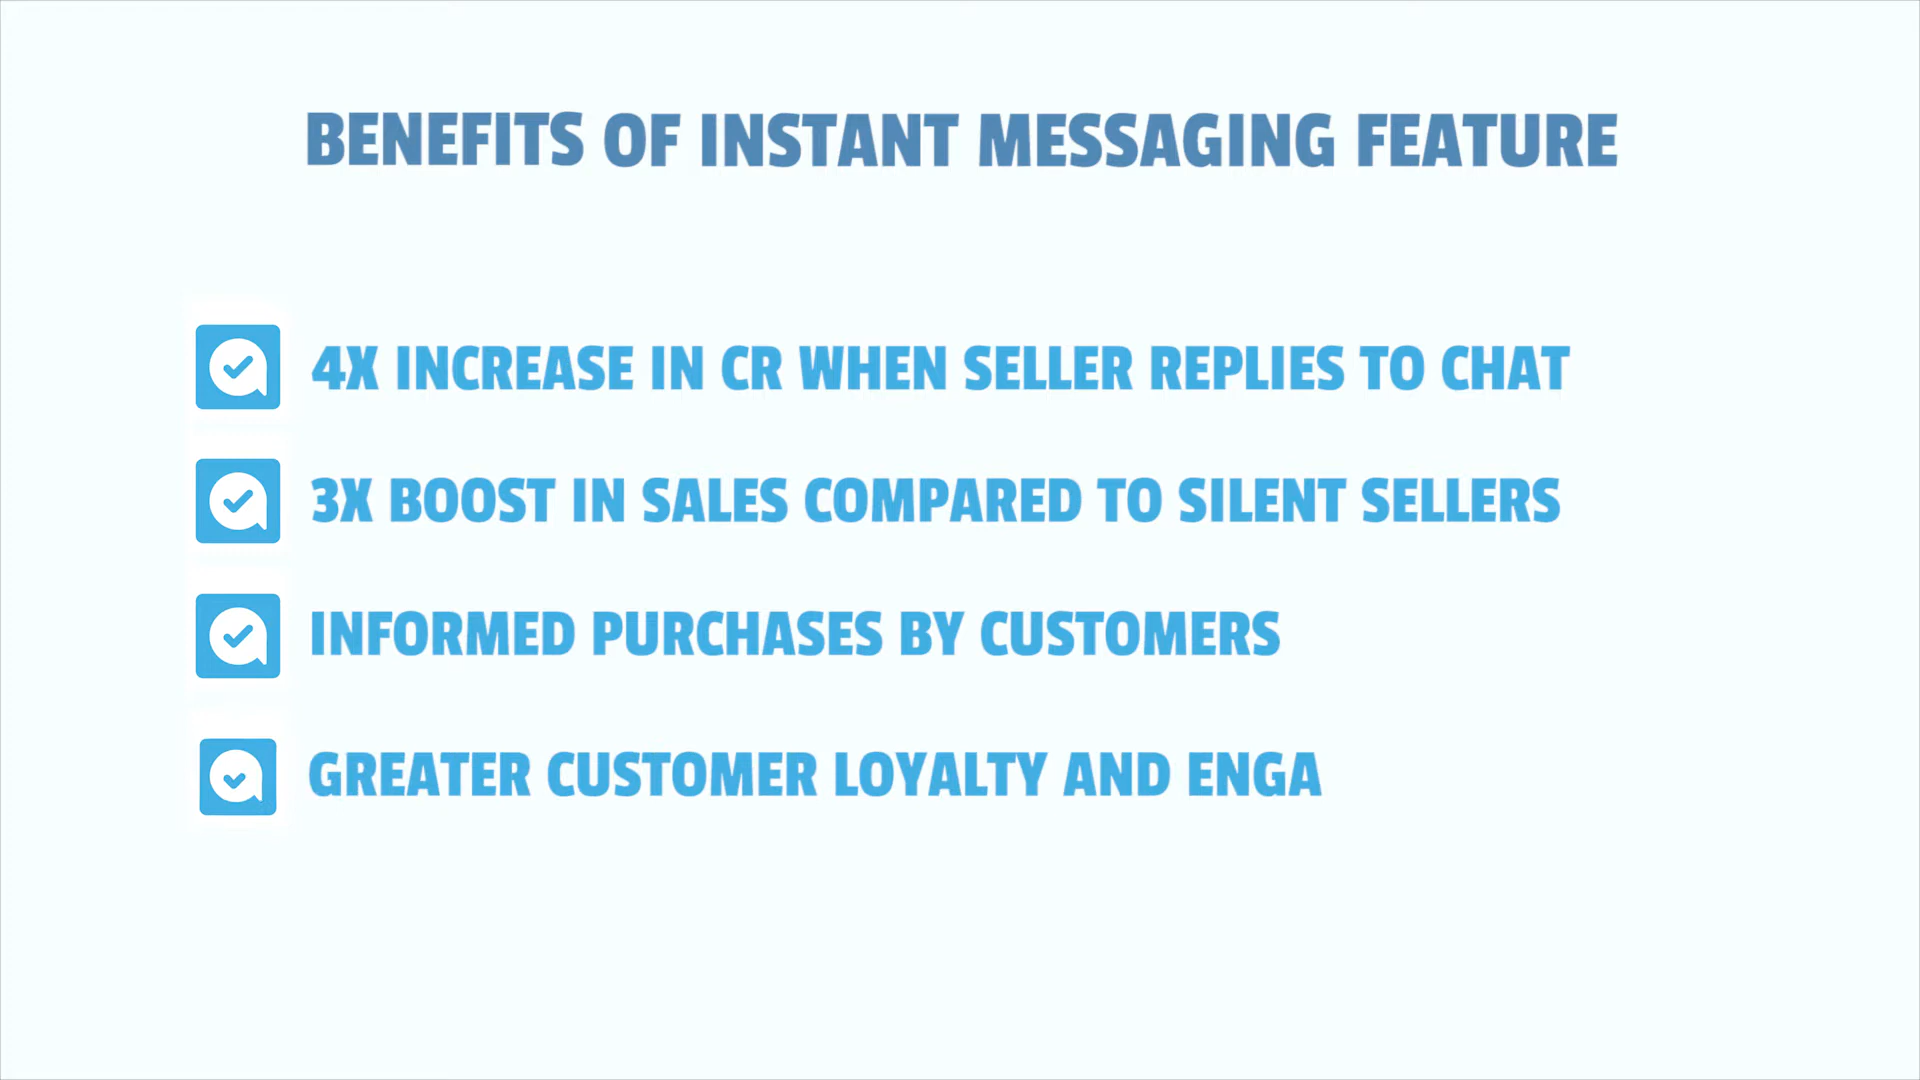 BENEFITS OF INSTANT MESSAGING FEATURE
4X INCREASE IN CR WHEN SELLER REPLIES TO CHAT
3X BOOST IN SALES COMPARED TO SILENT SELLERS
INFORMED PURCHASES BY CUSTOMERS
GREATER CUSTOMER LOYALTY AND ENGA